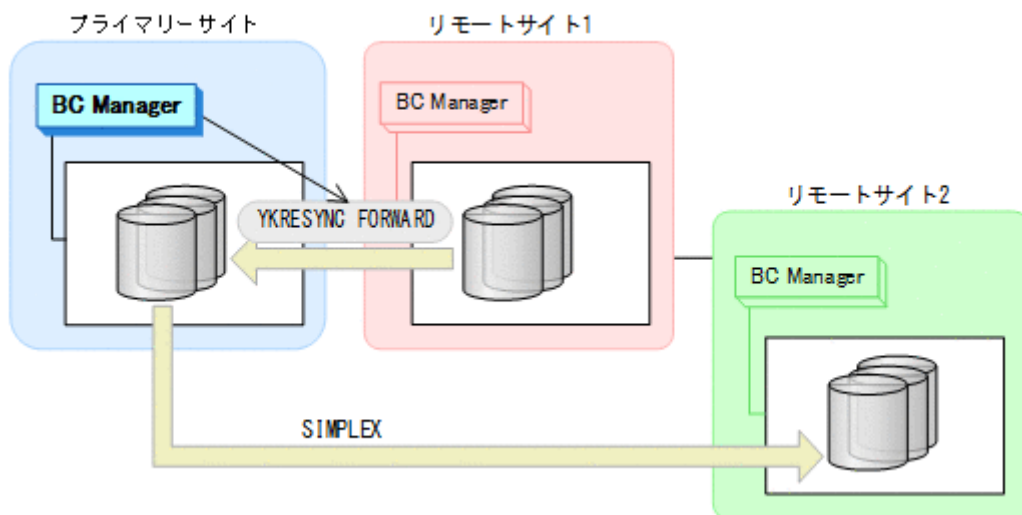 プライマリーサイト
リモートサイト1
BC Manager
BC Manager
リモートサイト2
YKRESYNC FORWARD
BC Manager
SIMPLEX